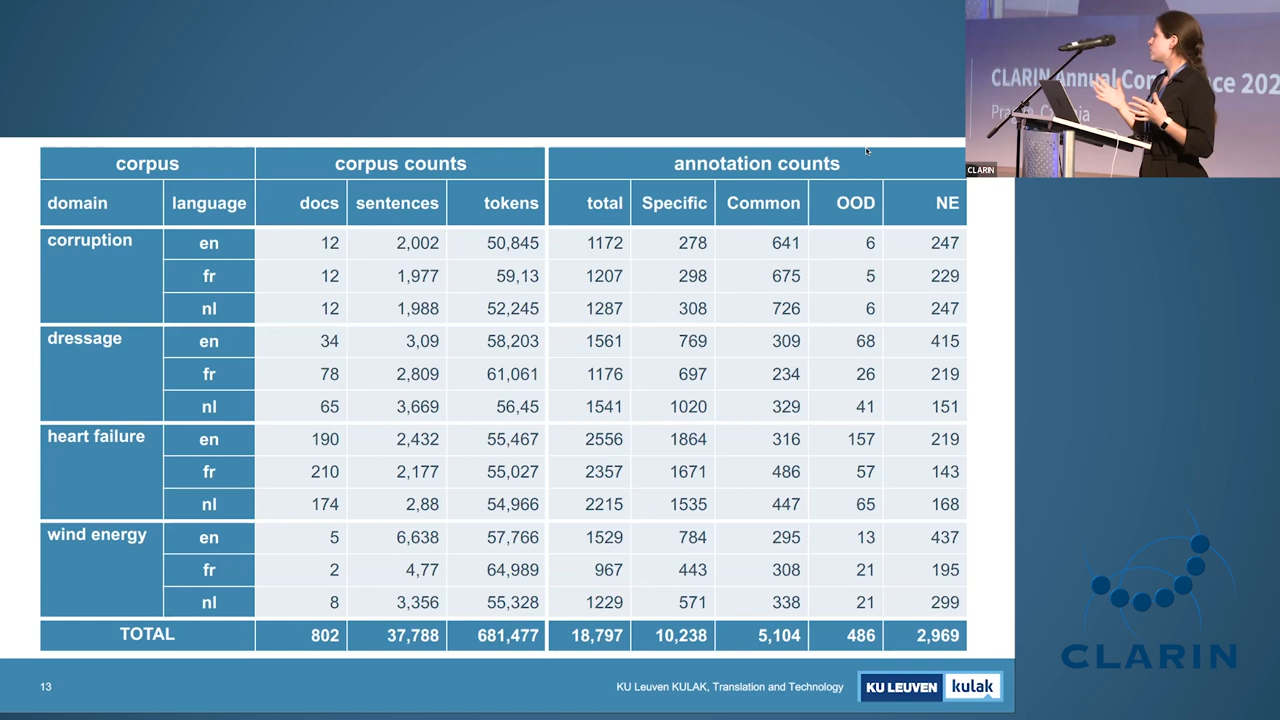 CLARIN Annual Conference 202
CLARIN
corpus corpus counts annotation counts
domain language docs sentences tokens total Specific Common OOD NE
corruption en 12 2,002 50,845 1172 278 641 6 247
fr 12 1,977 59,13 1207 298 675 5 229
nl 12 1,988 52,245 1287 308 726 6 247
dressage en 34 3,09 58,203 1561 769 309 68 415
fr 78 2,809 61,061 1176 697 234 26 219
nl 65 3,669 56,45 1541 1020 329 41 151
heart failure en 190 2,432 55,467 2556 1864 316 157 219
fr 210 2,177 55,027 2357 1671 486 57 143
nl 174 2,88 54,966 2215 1535 447 65 168
wind energy en 5 6,638 57,766 1529 784 295 13 437
fr 2 4,77 64,989 967 443 308 21 195
nl 8 3,356 55,328 1229 571 338 21 299
TOTAL 802 37,788 681,477 18,797 10,238 5,104 486 2,969
13 KU Leuven KULAK, Translation and Technology KU LEUVEN kulak
CLARIN